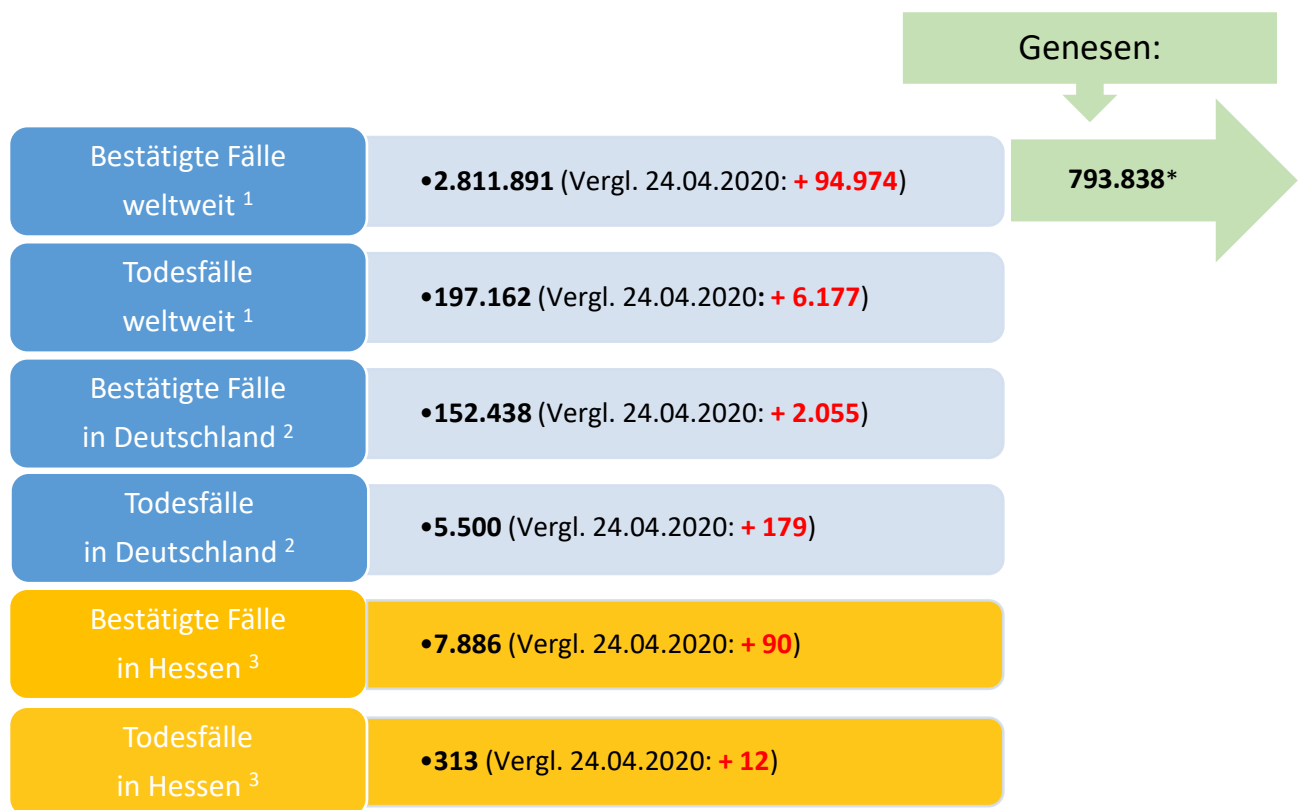 Genesen:
Bestätigte Fälle
weltweit ¹
•2.811.891 (Vergl. 24.04.2020: + 94.974)
793.838*
Todesfälle
weltweit ¹
•197.162 (Vergl. 24.04.2020: + 6.177)
Bestätigte Fälle
in Deutschland ²
•152.438 (Vergl. 24.04.2020: + 2.055)
Todesfälle
in Deutschland ²
•5.500 (Vergl. 24.04.2020: + 179)
Bestätigte Fälle
in Hessen ³
•7.886 (Vergl. 24.04.2020: + 90)
Todesfälle
in Hessen ³
•313 (Vergl. 24.04.2020: + 12)